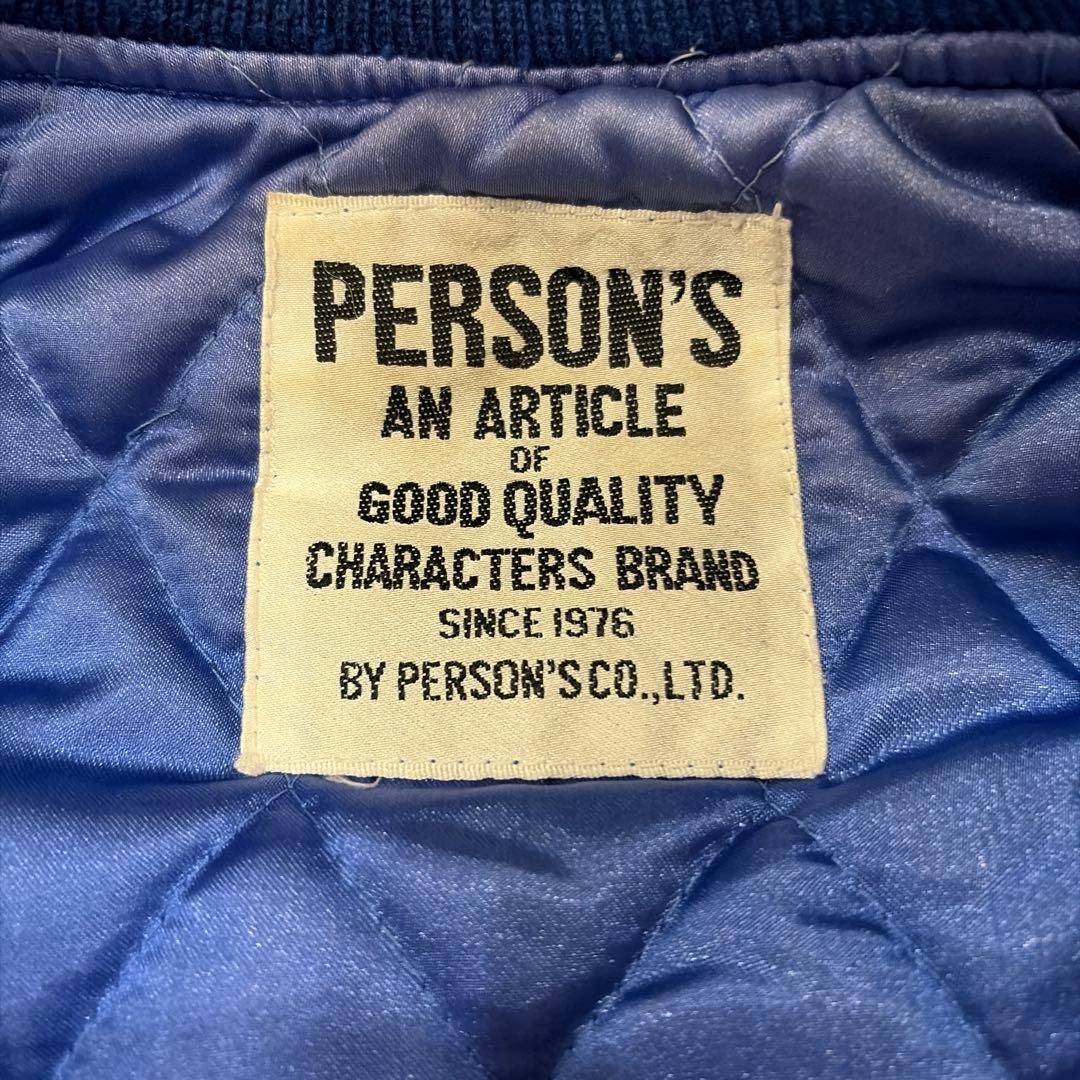 PERSON'S
AN ARTICLE
OF
GOOD QUALITY
CHARACTERS BRAND
SINCE 1976
BY PERSON'S CO.,LTD.